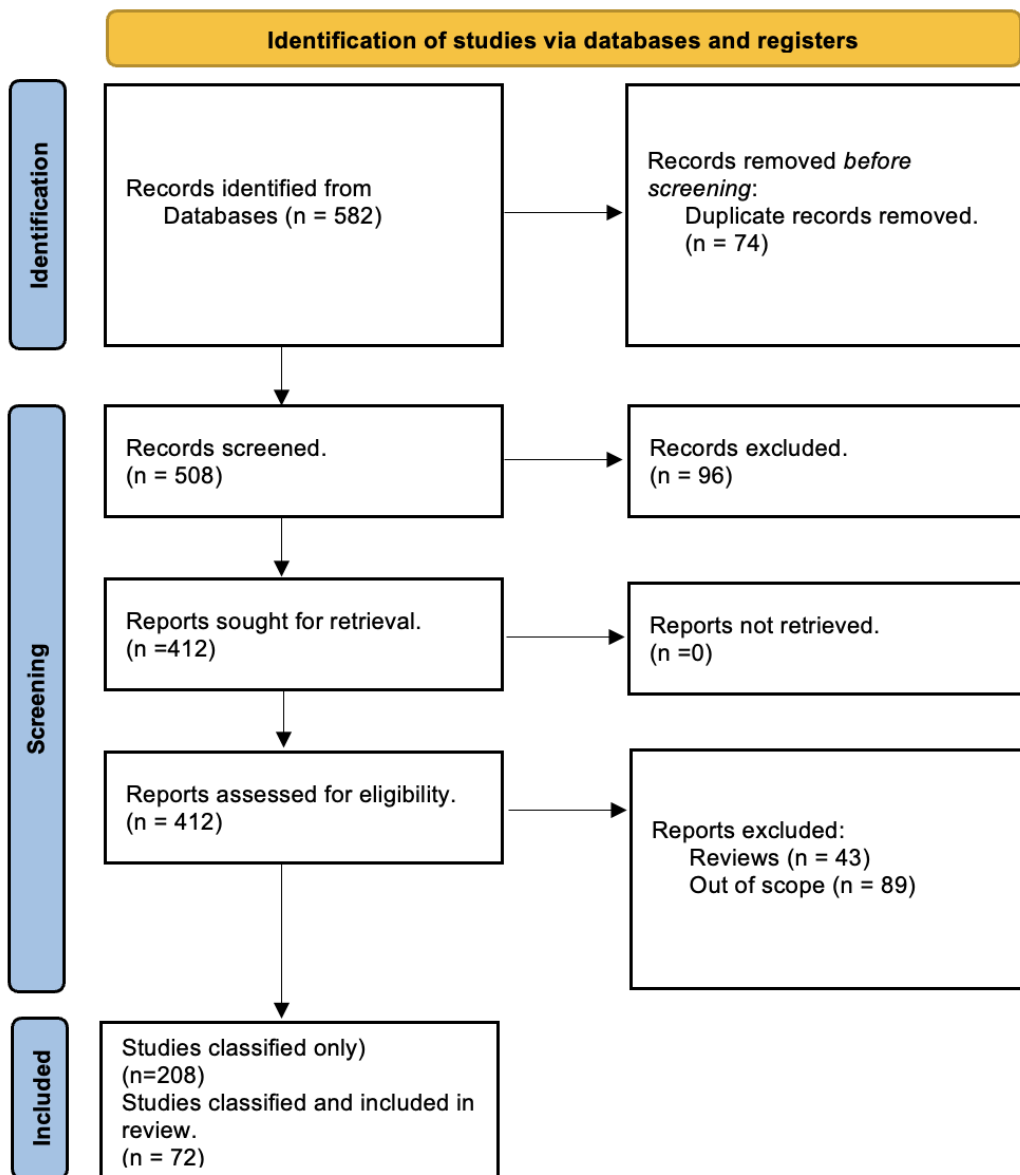 Identification of studies via databases and registers
Identification
Records identified from
Databases (n = 582)
Records removed before
screening:
Duplicate records removed.
(n = 74)
Screening
Records screened.
(n = 508)
Records excluded.
(n = 96)
Reports sought for retrieval.
(n =412)
Reports not retrieved.
(n =0)
Reports assessed for eligibility.
(n = 412)
Reports excluded:
Reviews (n = 43)
Out of scope (n = 89)
Included
Studies classified only)
(n=208)
Studies classified and included in
review.
(n = 72)